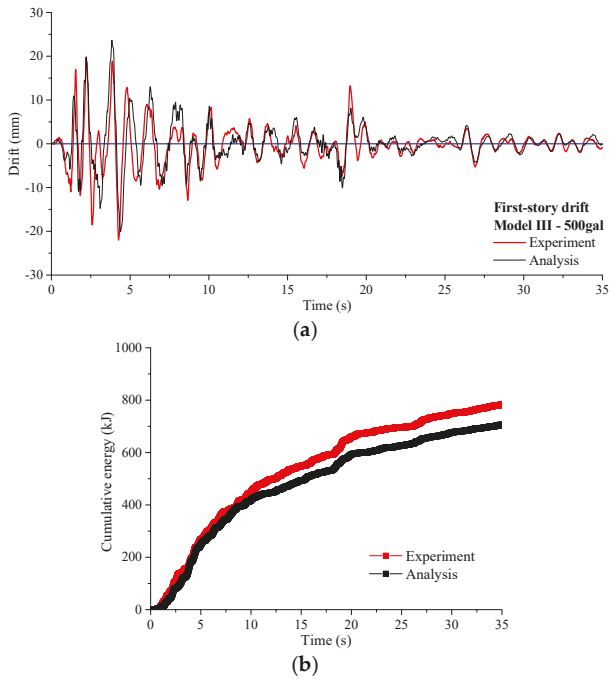 30
20
10
0
-10
-20
-30
Drift (mm)
First-story drift
Model III - 500gal
Experiment
Analysis
0 5 10 15 20 25 30 35
Time (s)
(a)
1000
800
600
400
200
0
Cumulative energy (kJ)
Experiment
Analysis
0 5 10 15 20 25 30 35
Time (s)
(b)